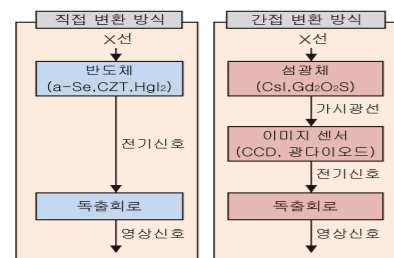 직접 변환 방식
X선
반도체
(a-Se,CZT,HgI2)
전기신호
독출회로
영상신호
간접 변환 방식
X선
섬광체
(CsI,Gd2O2S)
가시광선
이미지 센서
(CCD, 광다이오드)
전기신호
독출회로
영상신호